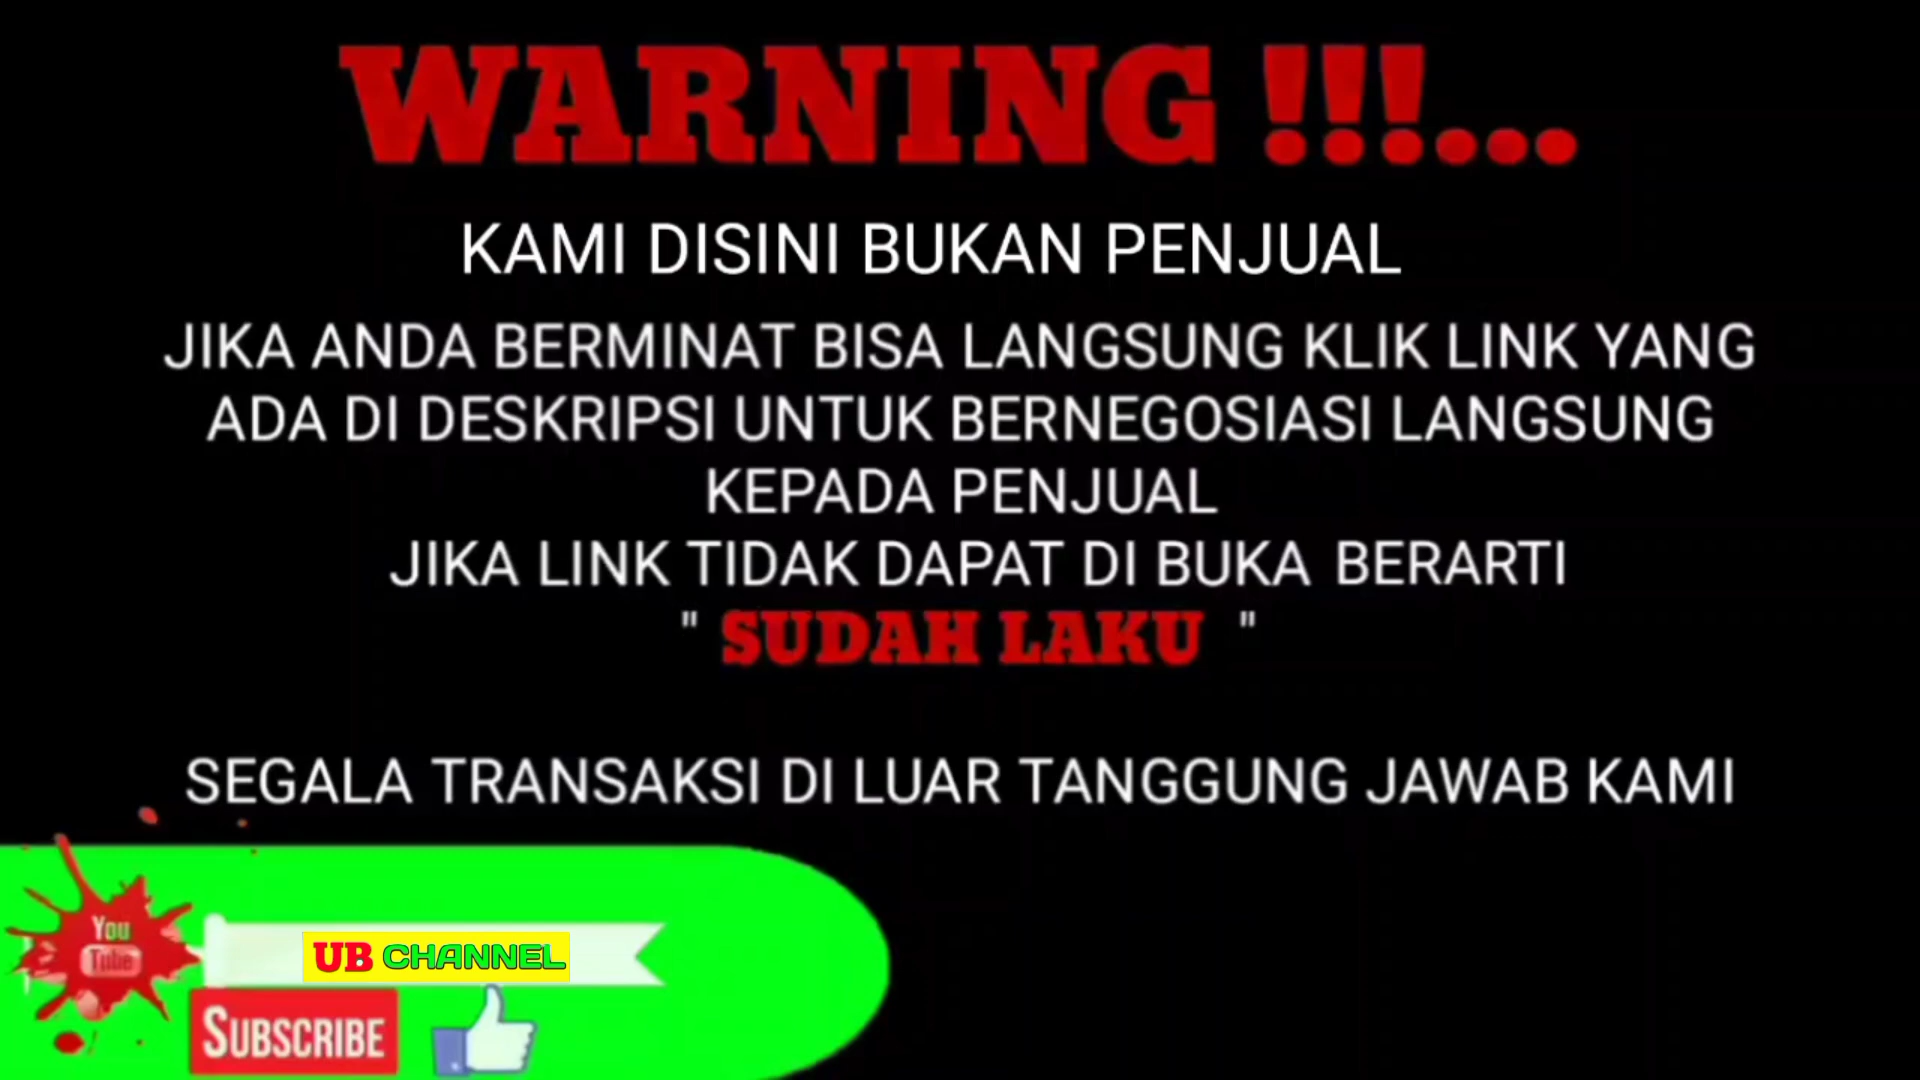 WARNING !!!...
KAMI DISINI BUKAN PENJUAL
JIKA ANDA BERMINAT BISA LANGSUNG KLIK LINK YANG
ADA DI DESKRIPSI UNTUK BERNEGOSIASI LANGSUNG
KEPADA PENJUAL
JIKA LINK TIDAK DAPAT DI BUKA BERARTI
" SUDAH LAKU "
SEGALA TRANSAKSI DI LUAR TANGGUNG JAWAB KAMI
You
Tube
UB CHANNEL
SUBSCRIBE